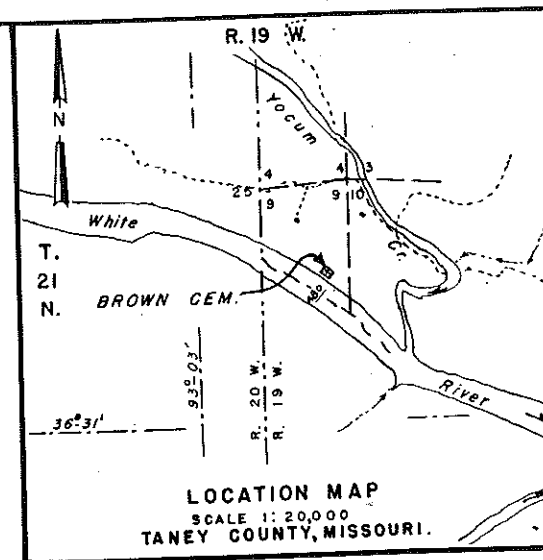 R. 19 W.
N
Yocum
4
4 3
25 9
9 10
White
T.
21
N.
BROWN CEM.
480
Cr.
93°-03'
R. 20 W.
R. 19 W.
River
36°-31'
LOCATION MAP
SCALE 1:20,000
TANEY COUNTY, MISSOURI.